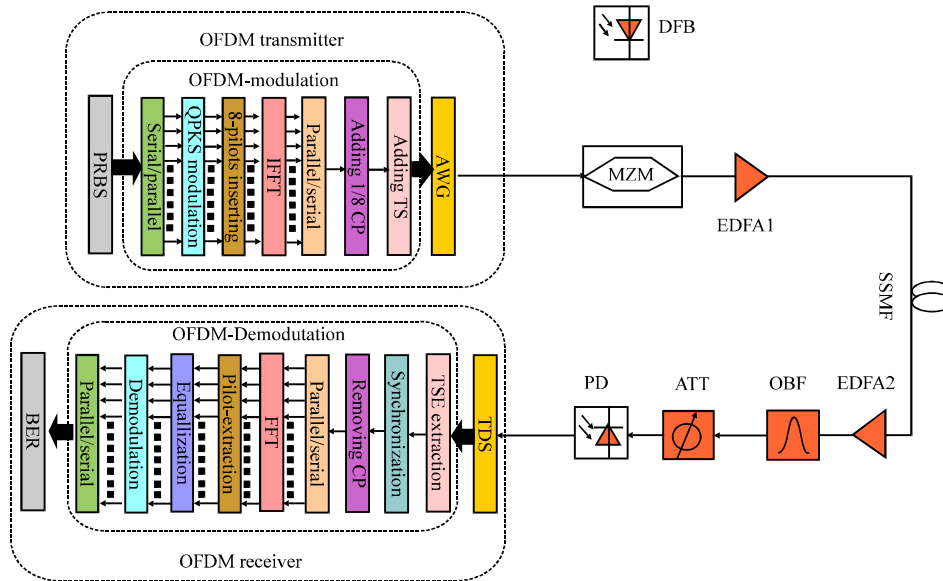 OFDM transmitter
OFDM-modulation
PRBS
Serial/parallel
QPKS modulation
8-pilots inserting
IFFT
Parallel/serial
Adding 1/8 CP
Adding TS
AWG
DFB
MZM
EDFA1
SSMF
EDFA2
OBF
ATT
PD
OFDM-Demodutation
BER
Parallel/serial
Demodulation
Equallization
Pilot-extraction
FFT
Parallel/serial
Removing CP
Synchronization
TSE extraction
TDS
OFDM receiver